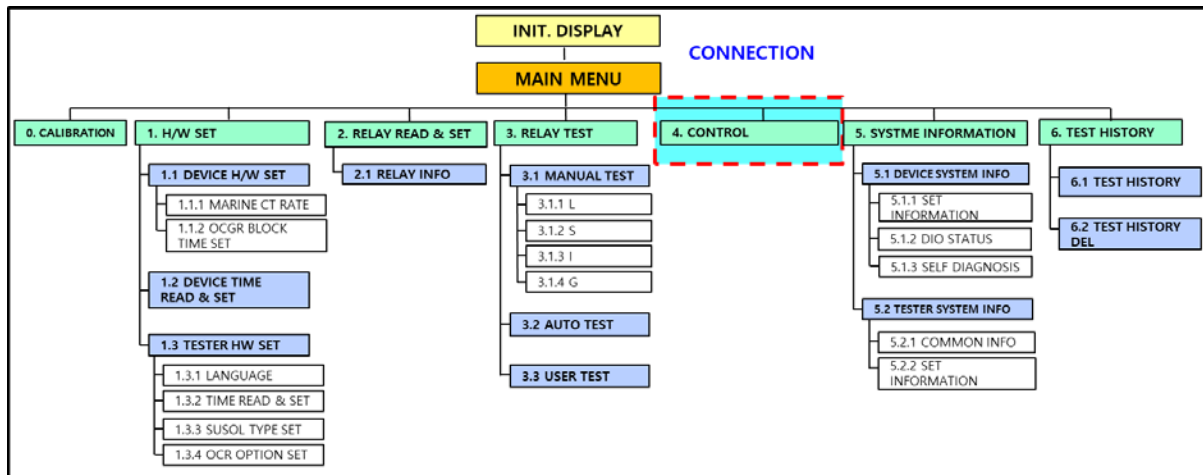 INIT. DISPLAY
CONNECTION
MAIN MENU
0. CALIBRATION
1. H/W SET
2. RELAY READ & SET
3. RELAY TEST
4. CONTROL
5. SYSTME INFORMATION
6. TEST HISTORY
1.1 DEVICE H/W SET
1.1.1 MARINE CT RATE
1.1.2 OCGR BLOCK
TIME SET
1.2 DEVICE TIME
READ & SET
1.3 TESTER HW SET
1.3.1 LANGUAGE
1.3.2 TIME READ & SET
1.3.3 SUSOL TYPE SET
1.3.4 OCR OPTION SET
2.1 RELAY INFO
3.1 MANUAL TEST
3.1.1 L
3.1.2 S
3.1.3 I
3.1.4 G
3.2 AUTO TEST
3.3 USER TEST
5.1 DEVICE SYSTEM INFO
5.1.1 SET
INFORMATION
5.1.2 DIO STATUS
5.1.3 SELF DIAGNOSIS
5.2 TESTER SYSTEM INFO
5.2.1 COMMON INFO
5.2.2 SET
INFORMATION
6.1 TEST HISTORY
6.2 TEST HISTORY
DEL